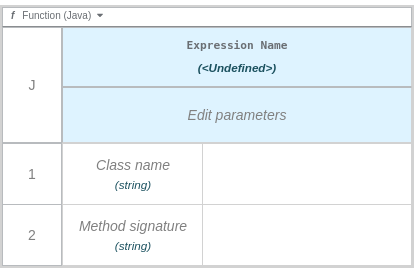 f Function (Java)
Expression Name
(<Undefined>)
J
Edit parameters
1
Class name
(string)
2
Method signature
(string)